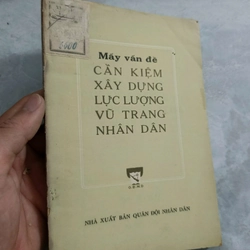 Mấy vấn đề
CẦN KIỆM
XÂY DỰNG
LỰC LƯỢNG
VŨ TRANG
NHÂN DÂN
NHÀ XUẤT BẢN QUÂN ĐỘI NHÂN DÂN